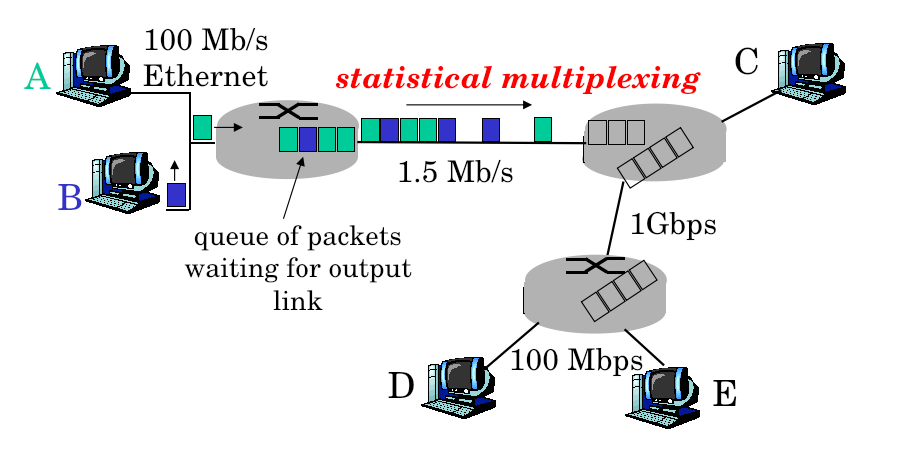 100 Mb/s
Ethernet
A
statistical multiplexing
C
1.5 Mb/s
B
queue of packets
waiting for output
link
1Gbps
100 Mbps
D
E